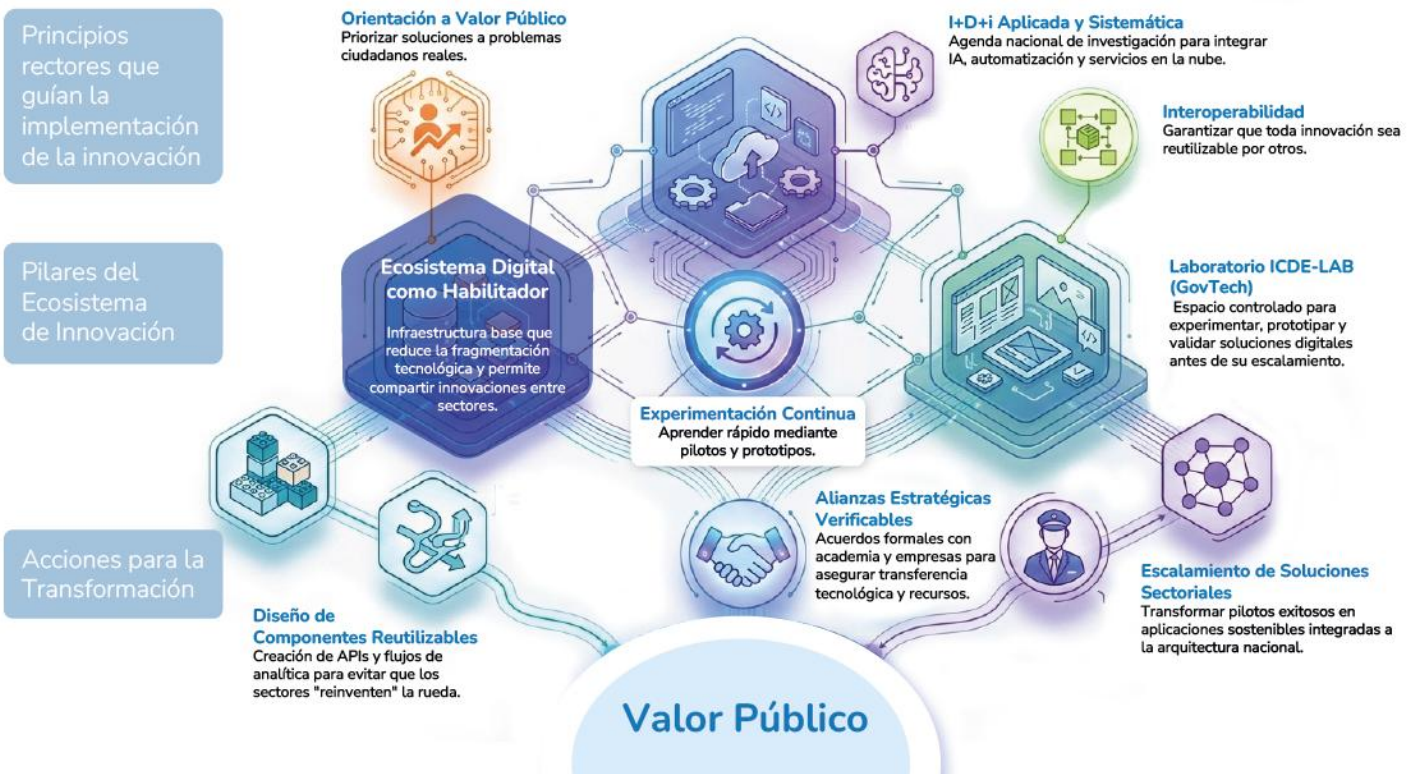 Principios
rectores que
guían la
implementación
de la innovación
Orientación a Valor Público
Priorizar soluciones a problemas
ciudadanos reales.
I+D+i Aplicada y Sistemática
Agenda nacional de investigación para integrar
IA, automatización y servicios en la nube.
Interoperabilidad
Garantizar que toda innovación sea
reutilizable por otros.
Pilares del
Ecosistema
de Innovación
Ecosistema Digital
como Habilitador
Infraestructura base que
reduce la fragmentación
tecnológica y permite
compartir innovaciones entre
sectores.
Experimentación Continua
Aprender rápido mediante
pilotos y prototipos.
Laboratorio ICDE-LAB
(GovTech)
Espacio controlado para
experimentar, prototipar y
validar soluciones digitales
antes de su escalamiento.
Acciones para la
Transformación
Diseño de
Componentes Reutilizables
Creación de APIs y flujos de
analítica para evitar que los
sectores "reinventen" la rueda.
Alianzas Estratégicas
Verificables
Acuerdos formales con
academia y empresas para
asegurar transferencia
tecnológica y recursos.
Escalamiento de Soluciones
Sectoriales
Transformar pilotos exitosos en
aplicaciones sostenibles integradas a
la arquitectura nacional.
Valor Público